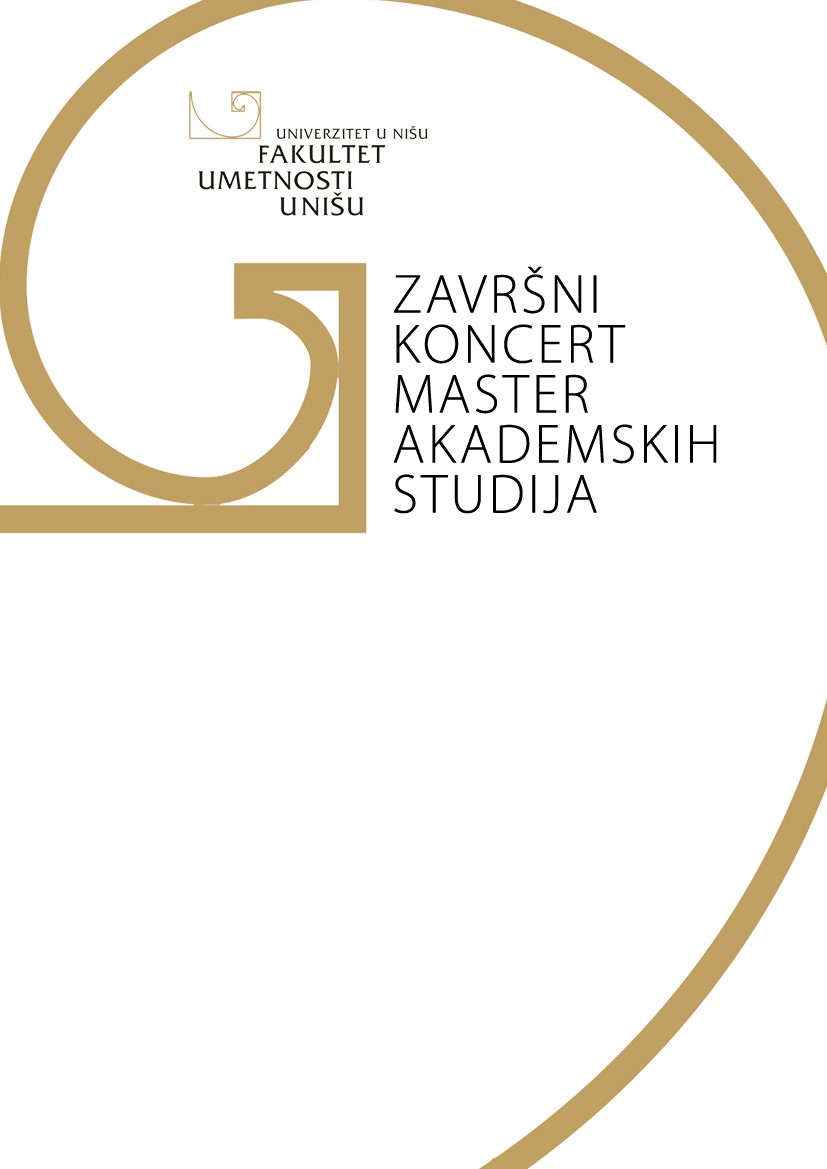 UNIVERZITET U NIŠU
FAKULTET
UMETNOSTI
U NIŠU
ZAVRŠNI
KONCERT
MASTER
AKADEMSKIH
STUDIJA